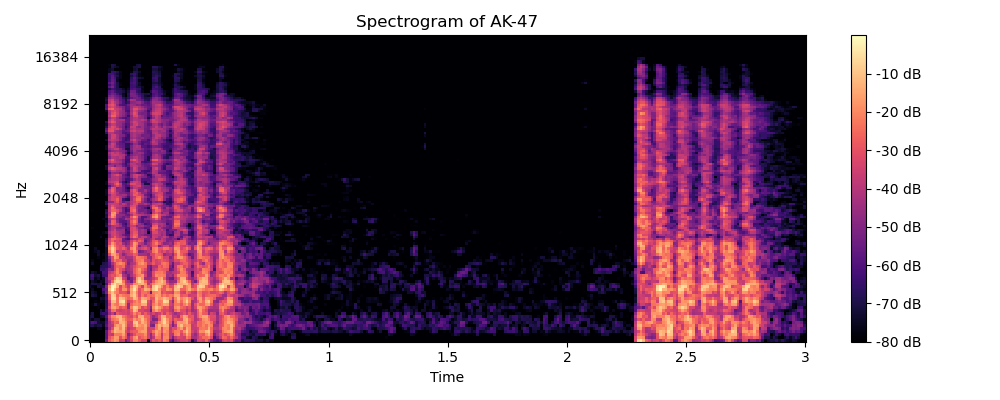 Spectrogram of AK-47
Hz
16384
8192
4096
2048
1024
512
0
0
0.5
1
1.5
2
2.5
3
Time
-10 dB
-20 dB
-30 dB
-40 dB
-50 dB
-60 dB
-70 dB
-80 dB